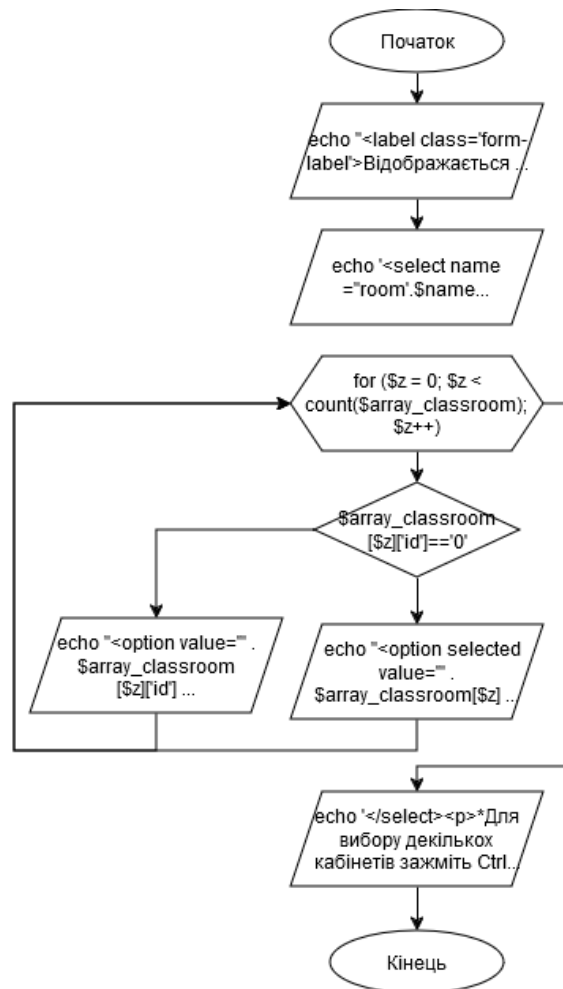 Початок
echo "<label class='form-
label'>Відображається ...
echo '<select name
="room'.$name...
for ($z = 0; $z <
count($array_classroom);
$z++)
$array_classroom
[$z]['id']=='0'
echo "<option value='" .
$array_classroom
[$z]['id'] ...
echo "<option selected
value='" .
$array_classroom[$z] ...
echo '</select><p>*Для
вибору декількох
кабінетів зажміть Ctrl...
Кінець